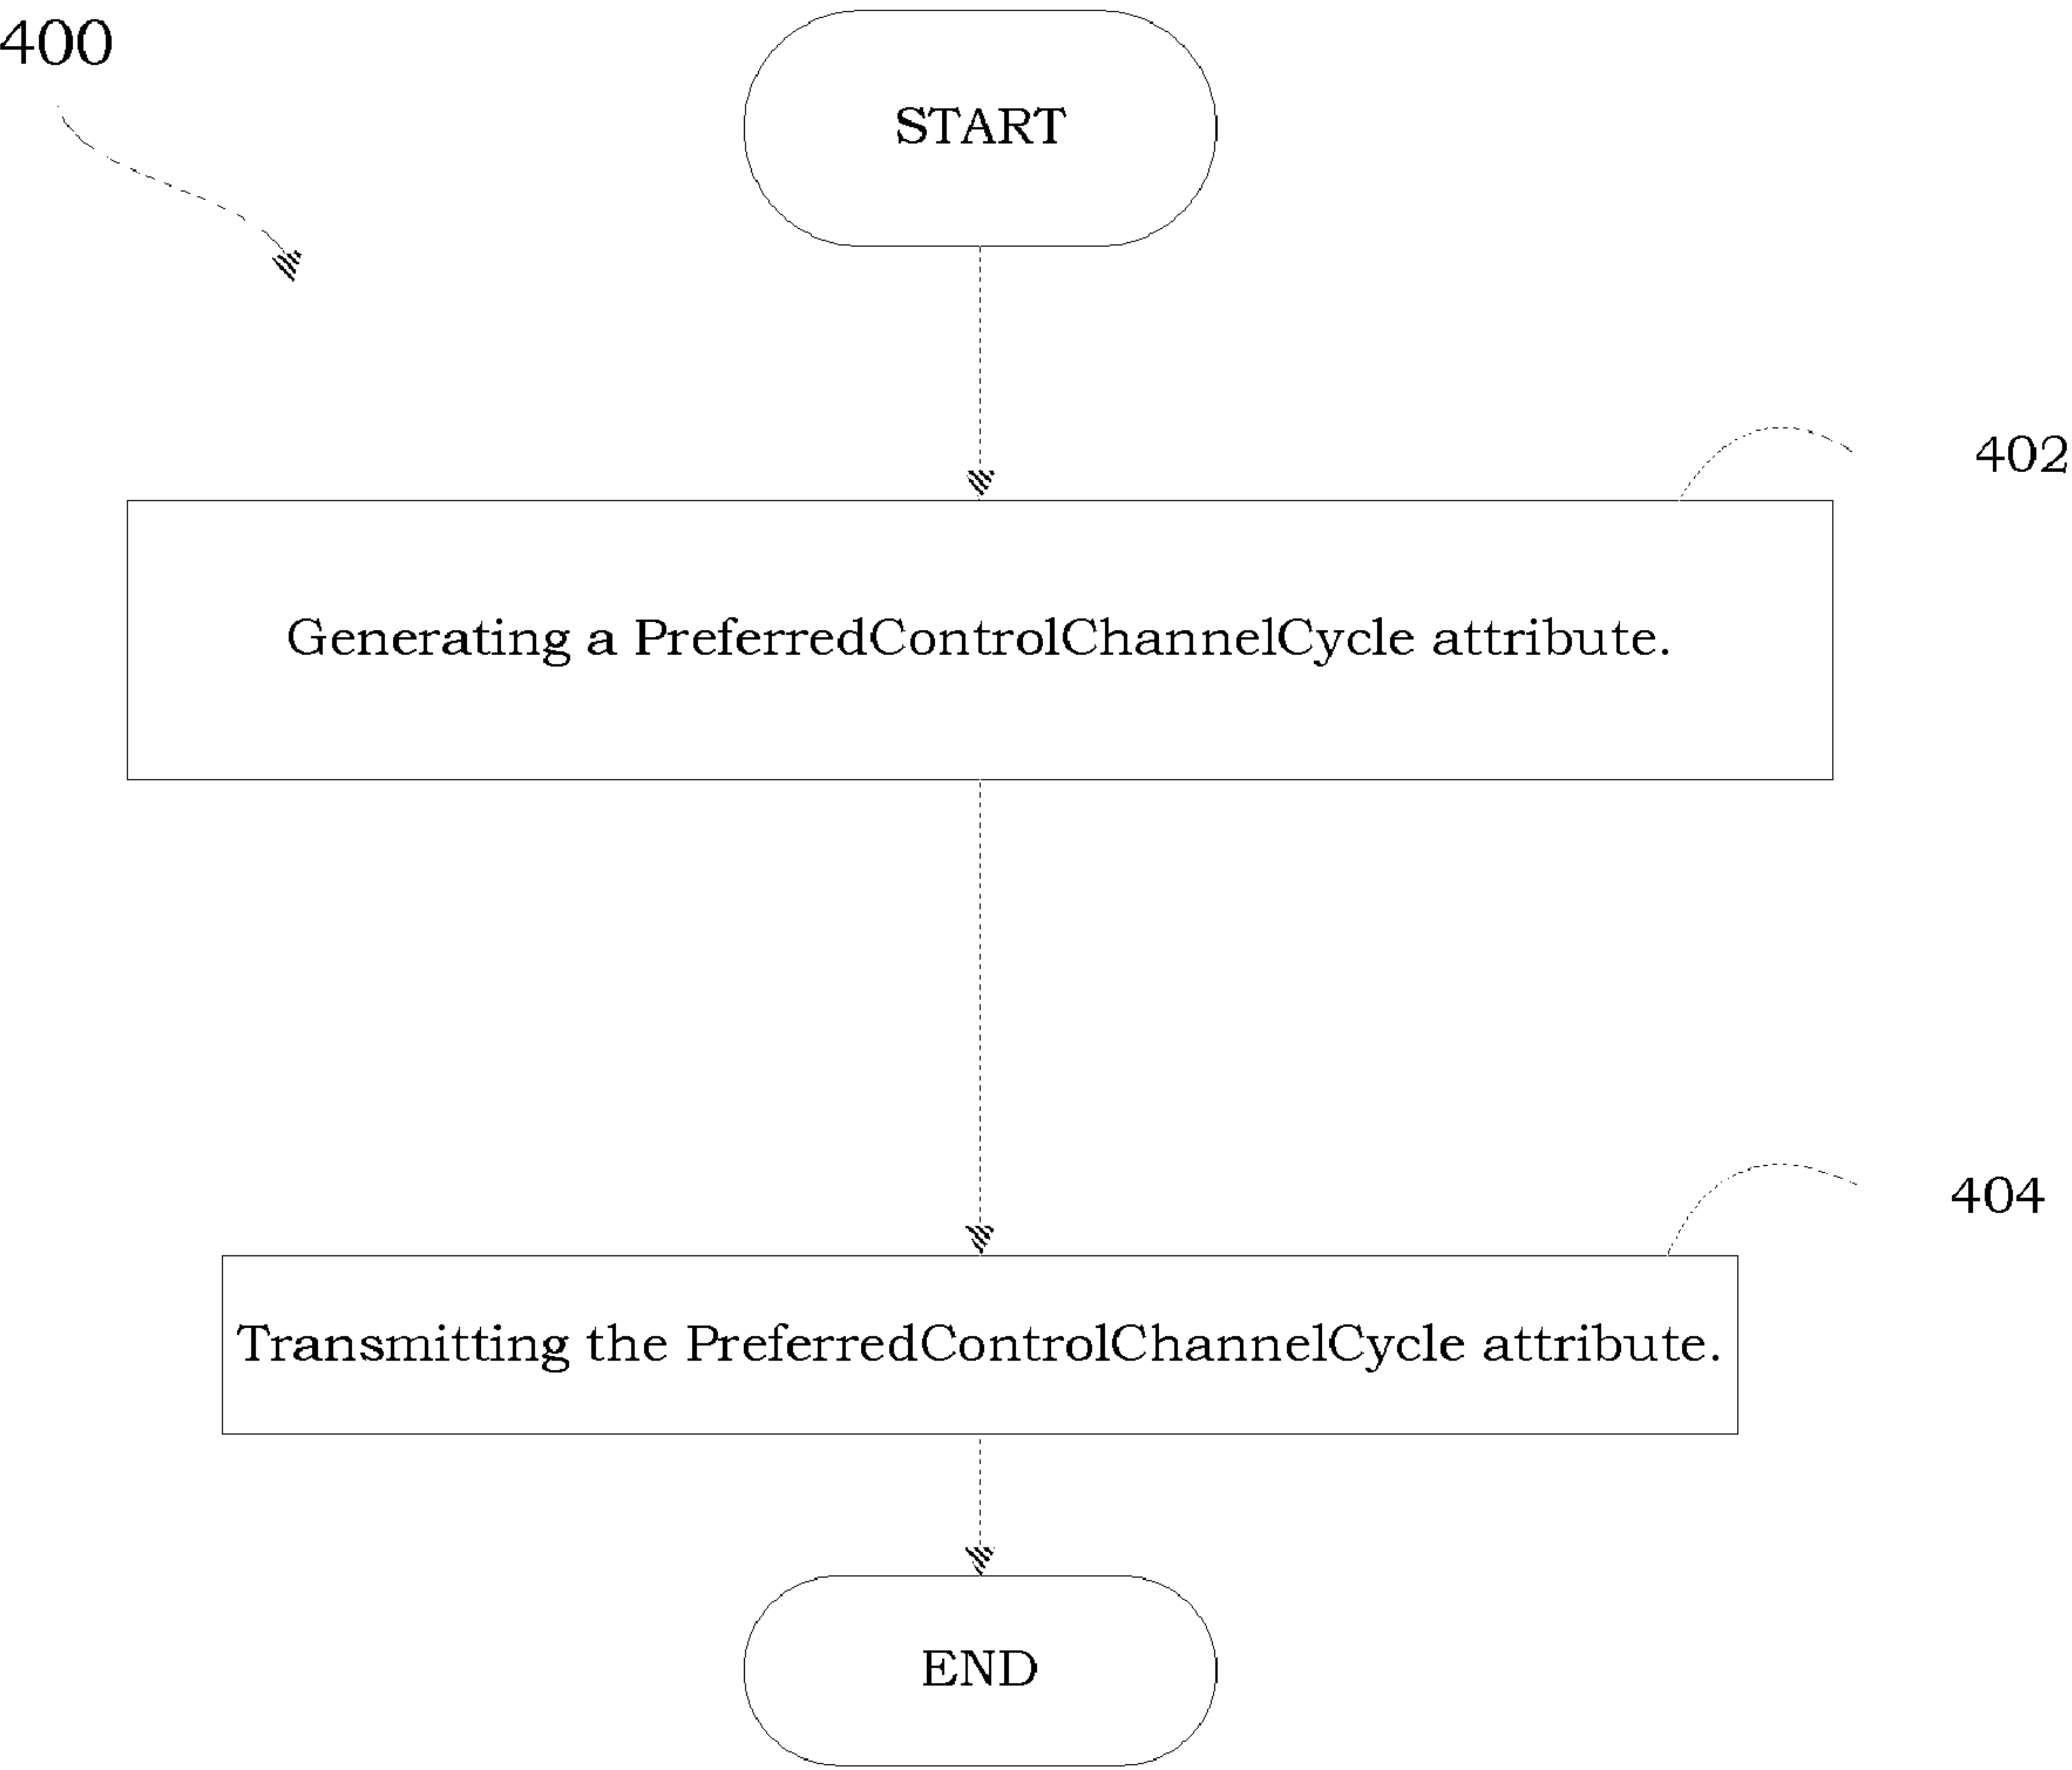 400
START
402
Generating a PreferredControlChannelCycle attribute.
404
Transmitting the PreferredControlChannelCycle attribute.
END